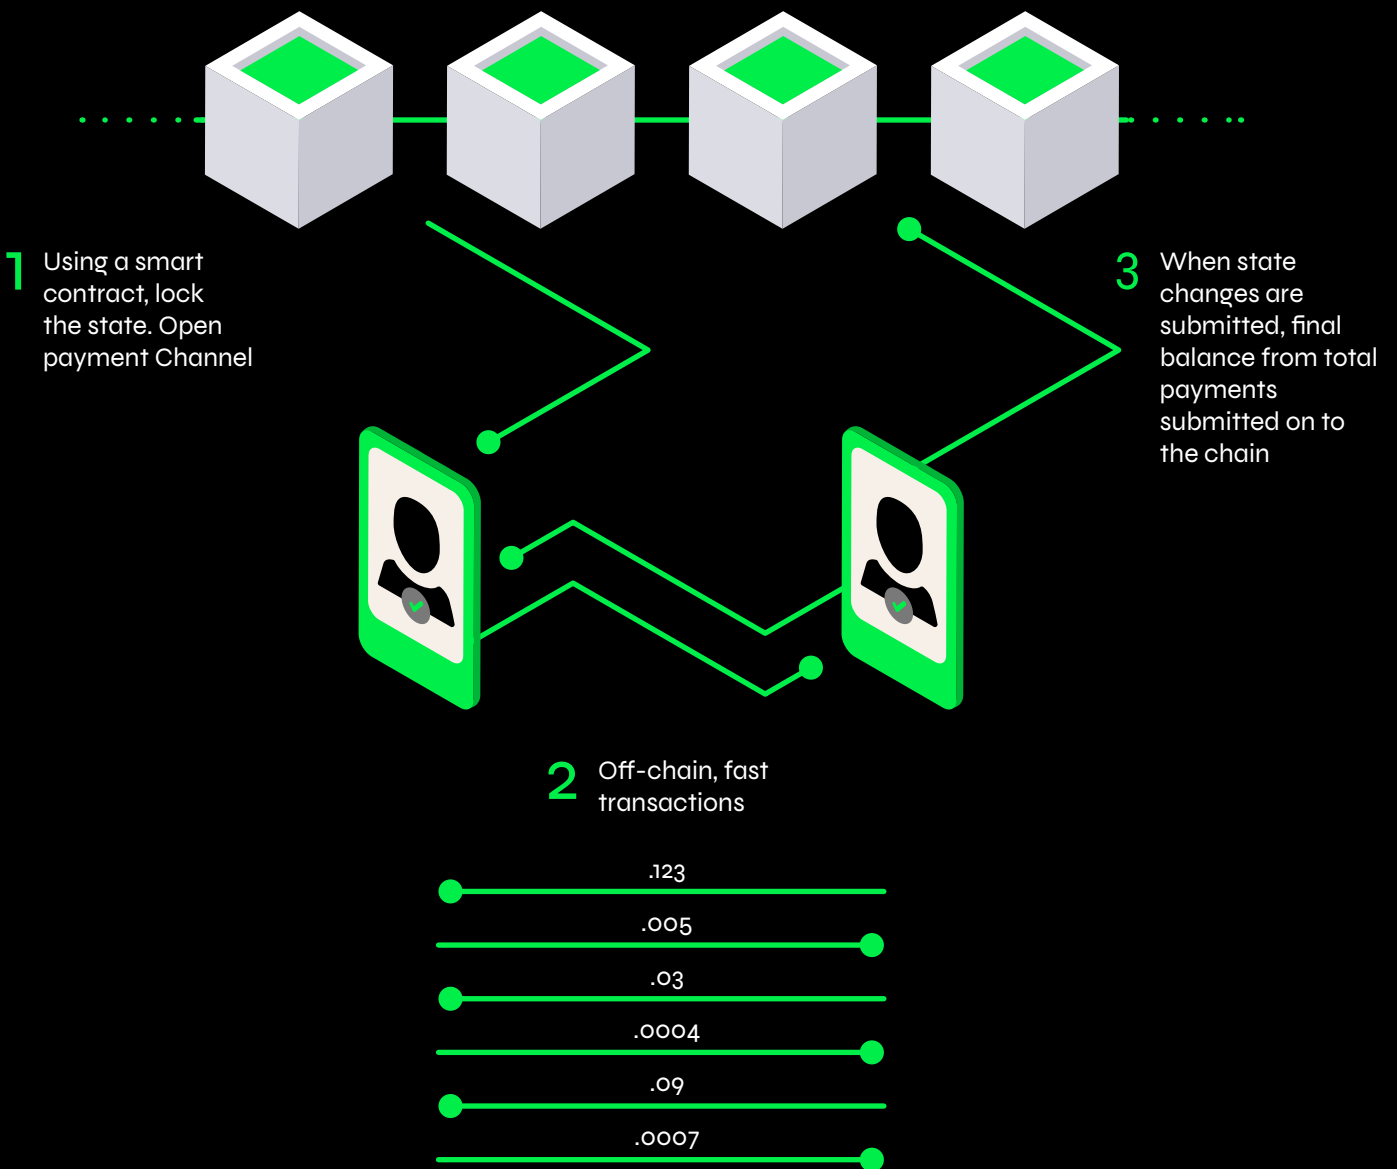 1
Using a smart
contract, lock
the state. Open
payment Channel
3
When state
changes are
submitted, final
balance from total
payments
submitted on to
the chain
2
Off-chain, fast
transactions
.123
.005
.03
.0004
.09
.0007